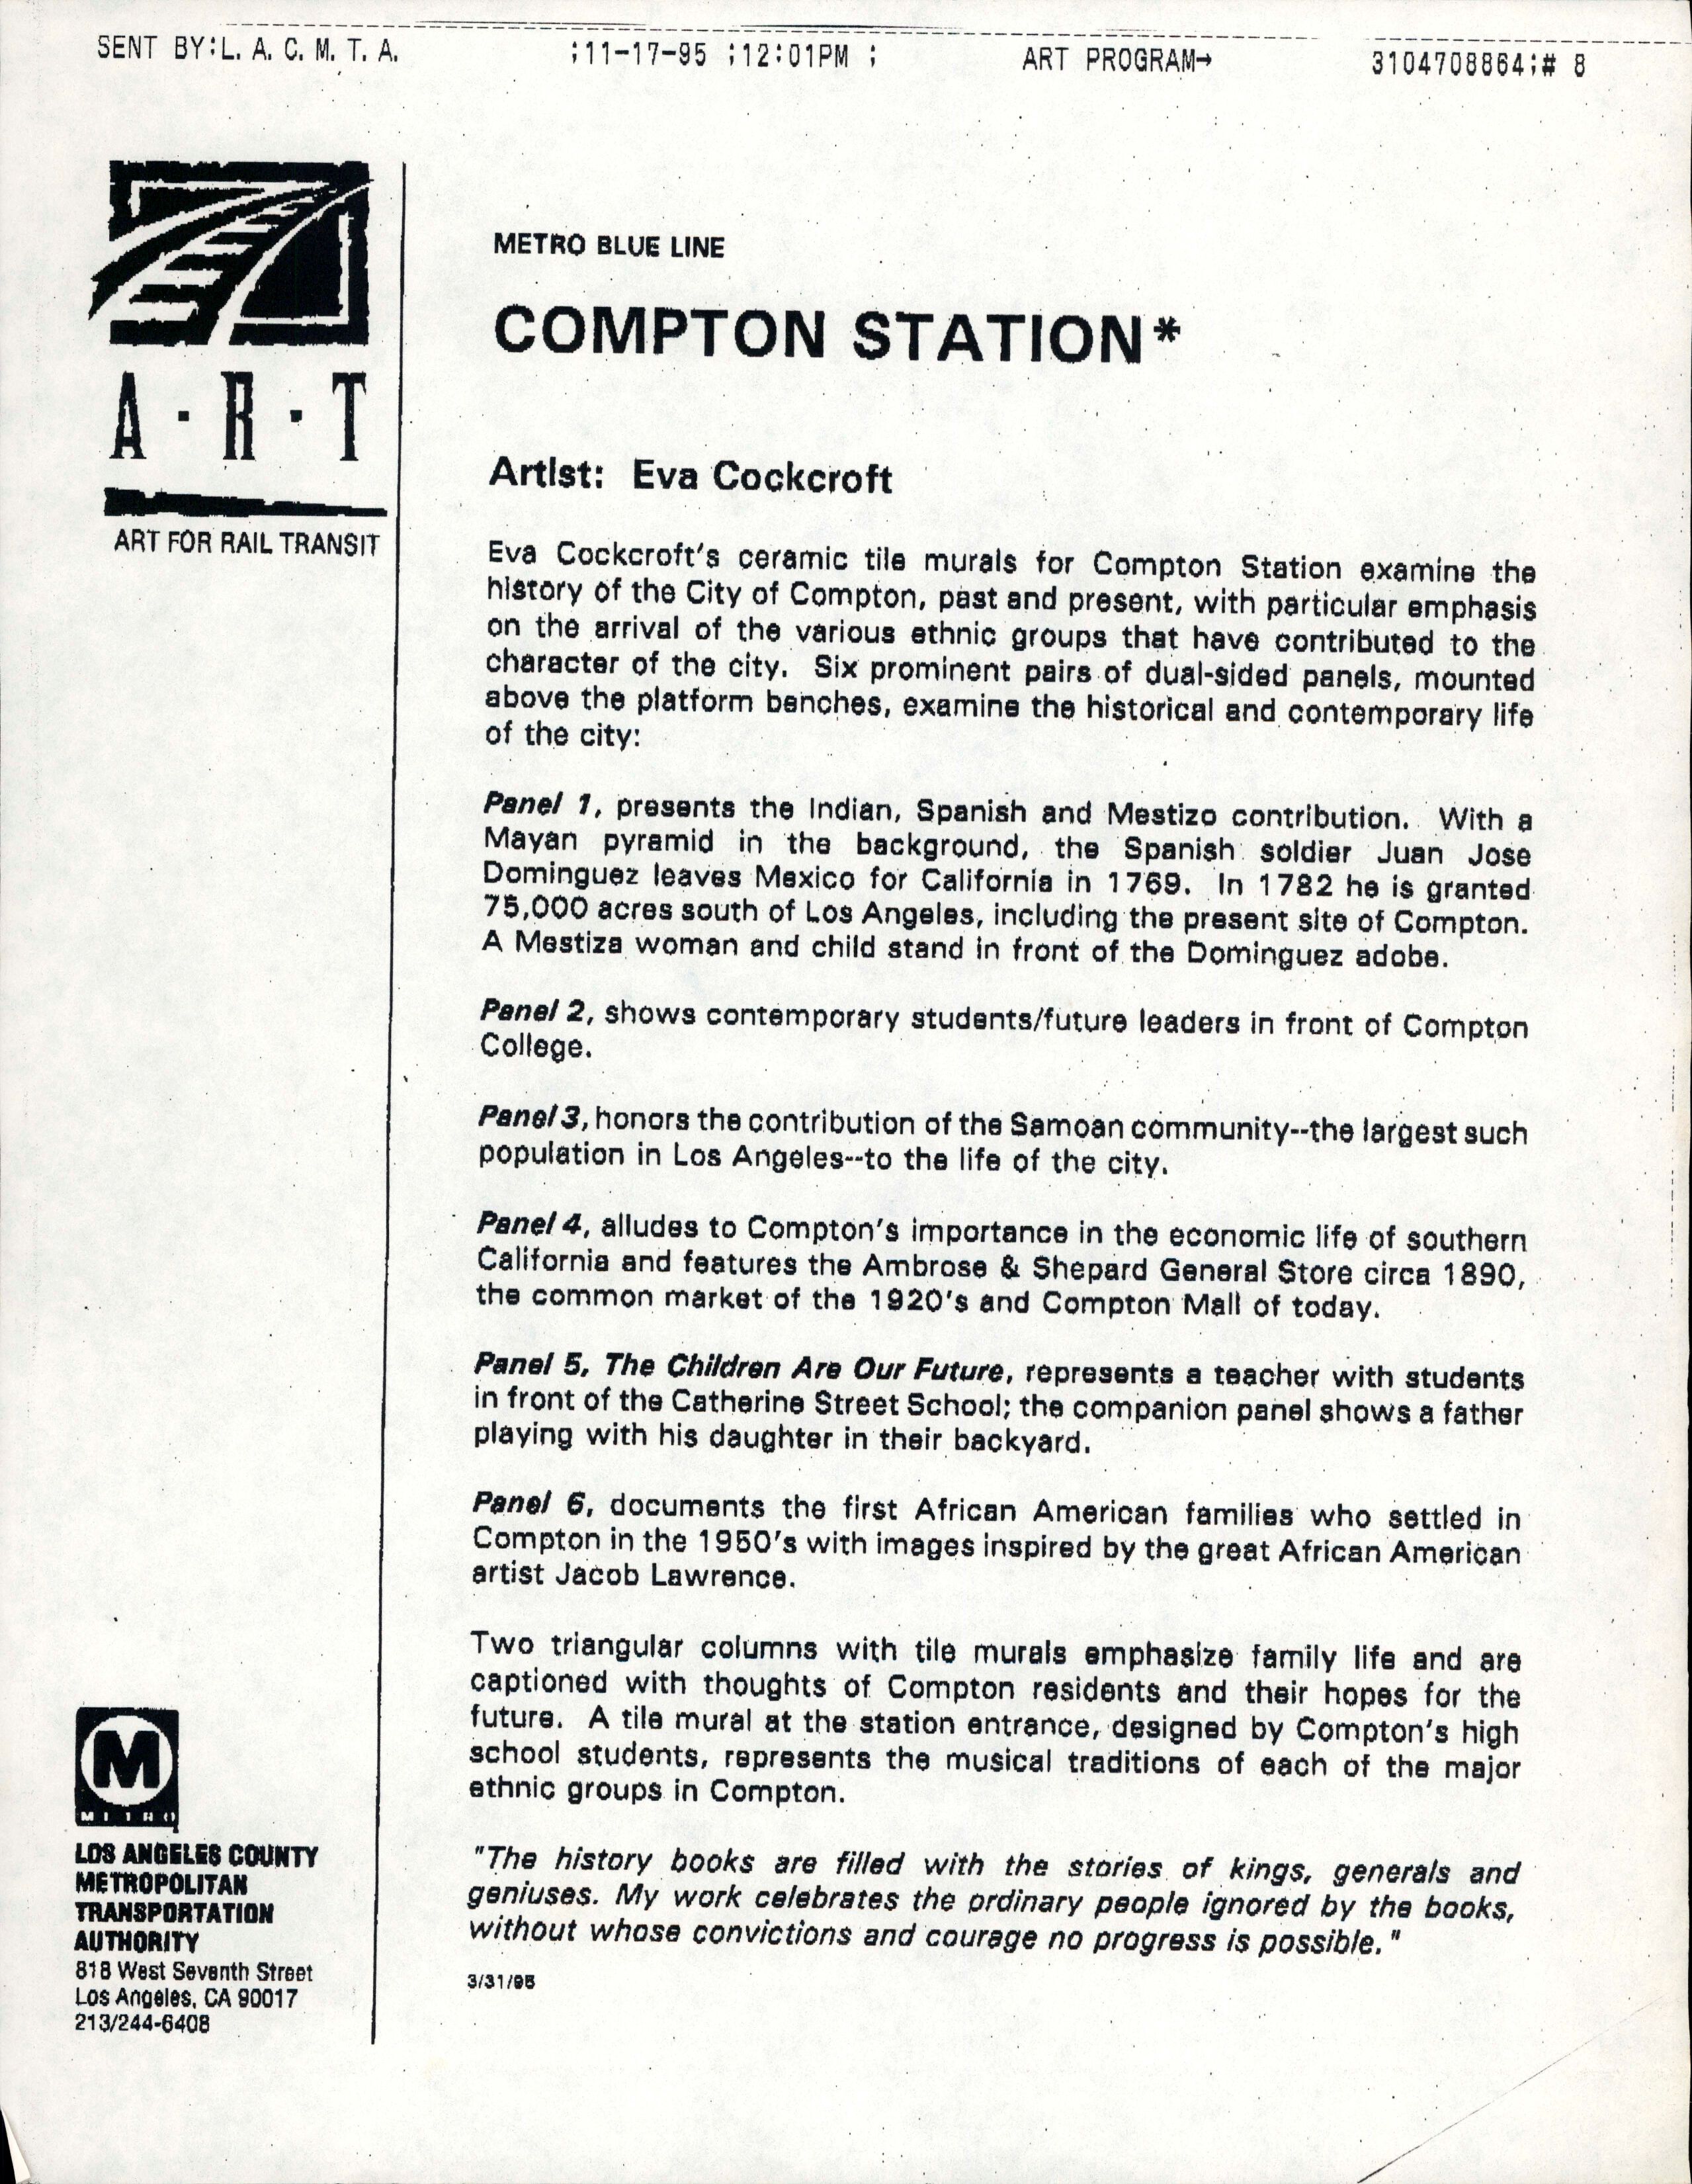 SENT BY:L. A. C. M. T. A. ;11-17-95 ;12:01PM ; ART PROGRAM→ 3104708864;# 8
A · R · T
ART FOR RAIL TRANSIT
METRO BLUE LINE
COMPTON STATION*
Artist: Eva Cockcroft
Eva Cockcroft's ceramic tile murals for Compton Station examine the
history of the City of Compton, past and present, with particular emphasis
on the arrival of the various ethnic groups that have contributed to the
character of the city. Six prominent pairs of dual-sided panels, mounted
above the platform benches, examine the historical and contemporary life
of the city:
Panel 1, presents the Indian, Spanish and Mestizo contribution. With a
Mayan pyramid in the background, the Spanish soldier Juan Jose
Dominguez leaves Mexico for California in 1769. In 1782 he is granted
75,000 acres south of Los Angeles, including the present site of Compton.
A Mestiza woman and child stand in front of the Dominguez adobe.
Panel 2, shows contemporary students/future leaders in front of Compton
College.
Panel 3, honors the contribution of the Samoan community--the largest such
population in Los Angeles--to the life of the city.
Panel 4, alludes to Compton's importance in the economic life of southern
California and features the Ambrose & Shepard General Store circa 1890,
the common market of the 1920's and Compton Mall of today.
Panel 5, The Children Are Our Future, represents a teacher with students
in front of the Catherine Street School; the companion panel shows a father
playing with his daughter in their backyard.
Panel 6, documents the first African American families who settled in
Compton in the 1950's with images inspired by the great African American
artist Jacob Lawrence.
Two triangular columns with tile murals emphasize family life and are
captioned with thoughts of Compton residents and their hopes for the
future. A tile mural at the station entrance, designed by Compton's high
school students, represents the musical traditions of each of the major
ethnic groups in Compton.
"The history books are filled with the stories of kings, generals and
geniuses. My work celebrates the ordinary people ignored by the books,
without whose convictions and courage no progress is possible."
3/31/95
M
METRO
LOS ANGELES COUNTY
METROPOLITAN
TRANSPORTATION
AUTHORITY
818 West Seventh Street
Los Angeles, CA 90017
213/244-6408